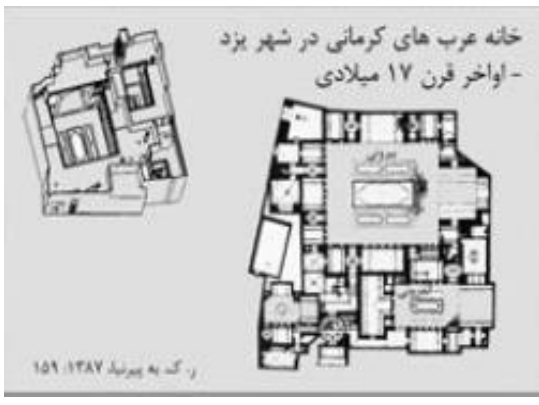 خانه عرب های کرمانی در شهر یزد
- اواخر قرن ۱۷ میلادی
ر. ک به پیرنیا، ۱۳۸۷: ۱۵۹